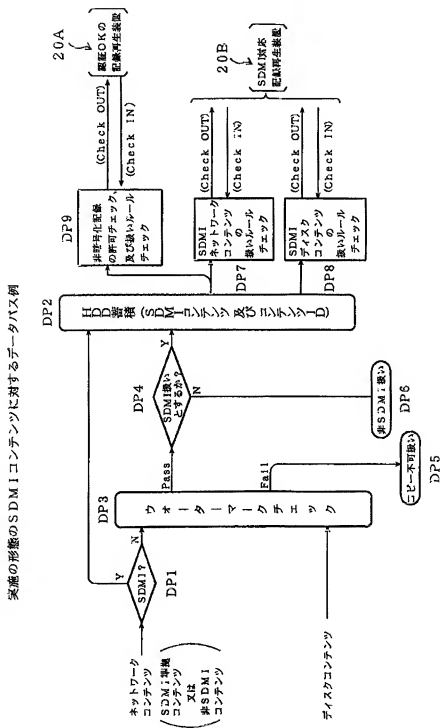 実施の形態のSDMIコンテンツに対するデータパス例
ネットワーク
コンテンツ
SDMI準拠
コンテンツ
又は
非SDMI
コンテンツ
ディスクコンテンツ
SDMI?
DP1
Y
N
DP3
ウォーターマークチェック
Pass
Fail
コピー不可扱い
DP5
DP4
SDMI扱い
とするか?
Y
N
非SDMI扱い
DP6
DP2
HDD蓄積(SDMIコンテンツ及びコンテンツID)
DP9
非暗号化記録
の許可チェック、
及び扱いルール
チェック
SDMI
ネットワーク
コンテンツ
の
扱いルール
チェック
DP7
SDMI
ディスク
コンテンツ
の
扱いルール
チェック
DP8
(Check OUT)
(Check IN)
(Check OUT)
(Check IN)
(Check OUT)
(Check IN)
20A
認証OKの
記録再生装置
20B
SDMI対応
記録再生装置